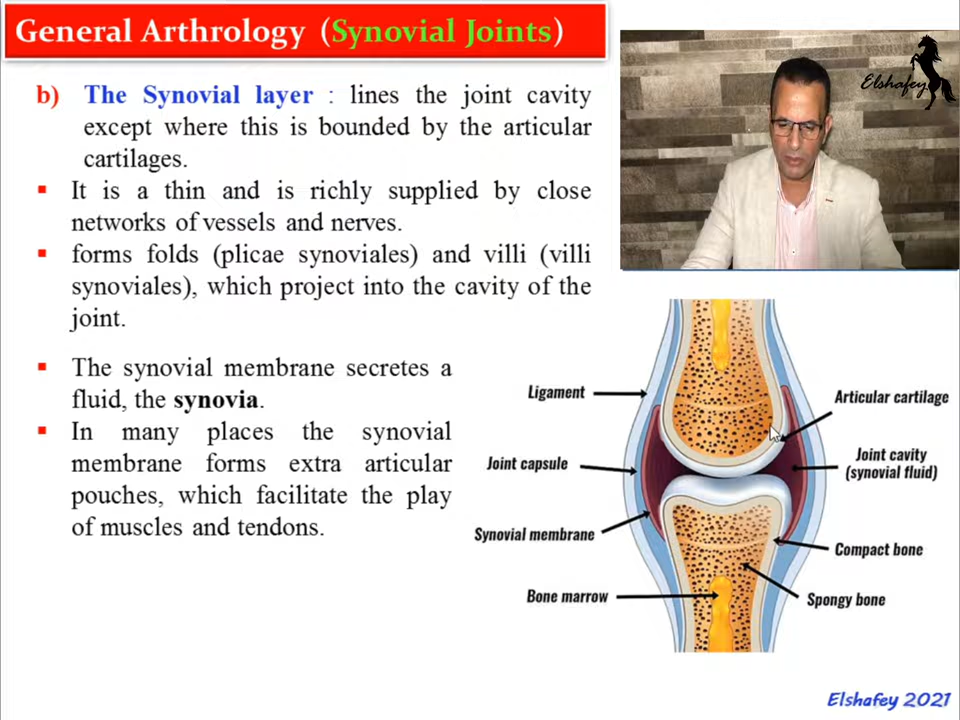 General Arthrology (Synovial Joints)
Elshafey
b) The Synovial layer : lines the joint cavity
except where this is bounded by the articular
cartilages.
▪ It is a thin and is richly supplied by close
networks of vessels and nerves.
▪ forms folds (plicae synoviales) and villi (villi
synoviales), which project into the cavity of the
joint.
▪ The synovial membrane secretes a
fluid, the synovia.
▪ In many places the synovial
membrane forms extra articular
pouches, which facilitate the play
of muscles and tendons.
Ligament
Joint capsule
Synovial membrane
Bone marrow
Articular cartilage
Joint cavity
(synovial fluid)
Compact bone
Spongy bone
Elshafey 2021